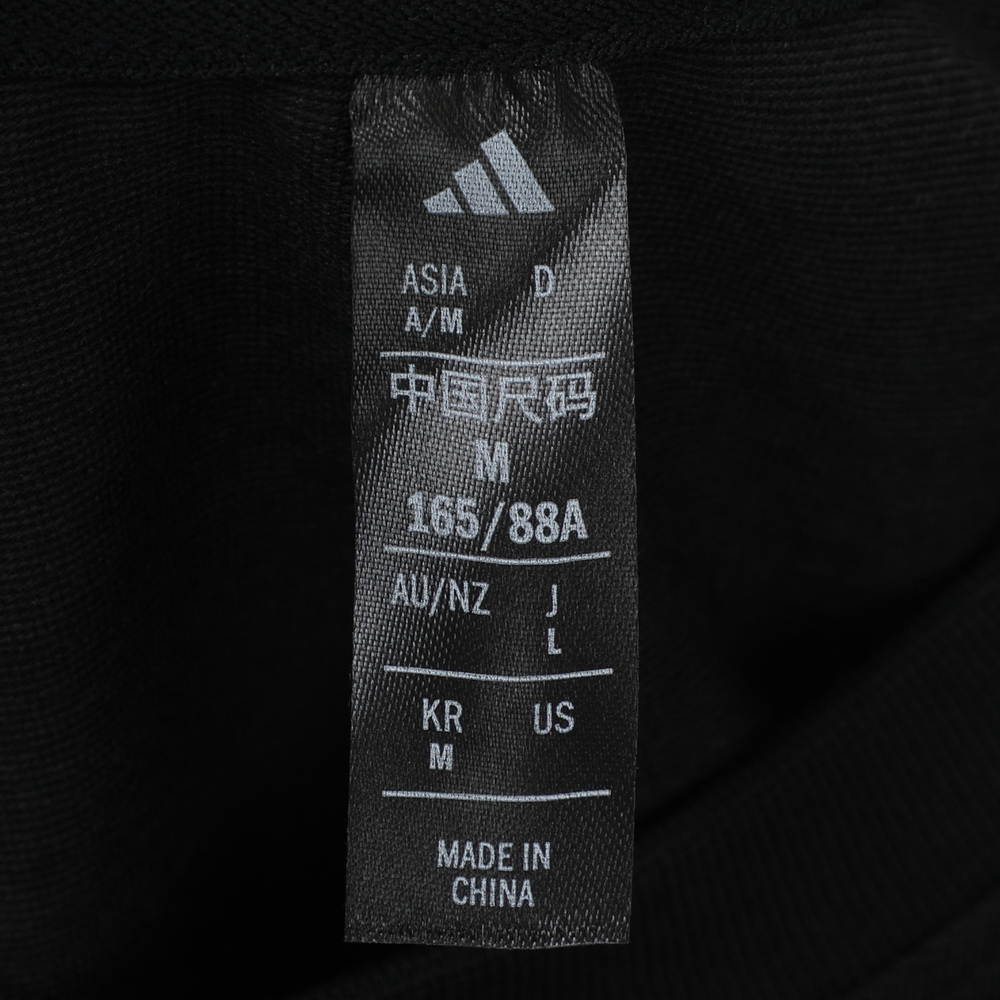 ASIA D
A/M
中国尺码
M
165/88A
AU/NZ J
L
KR US
M
MADE IN
CHINA